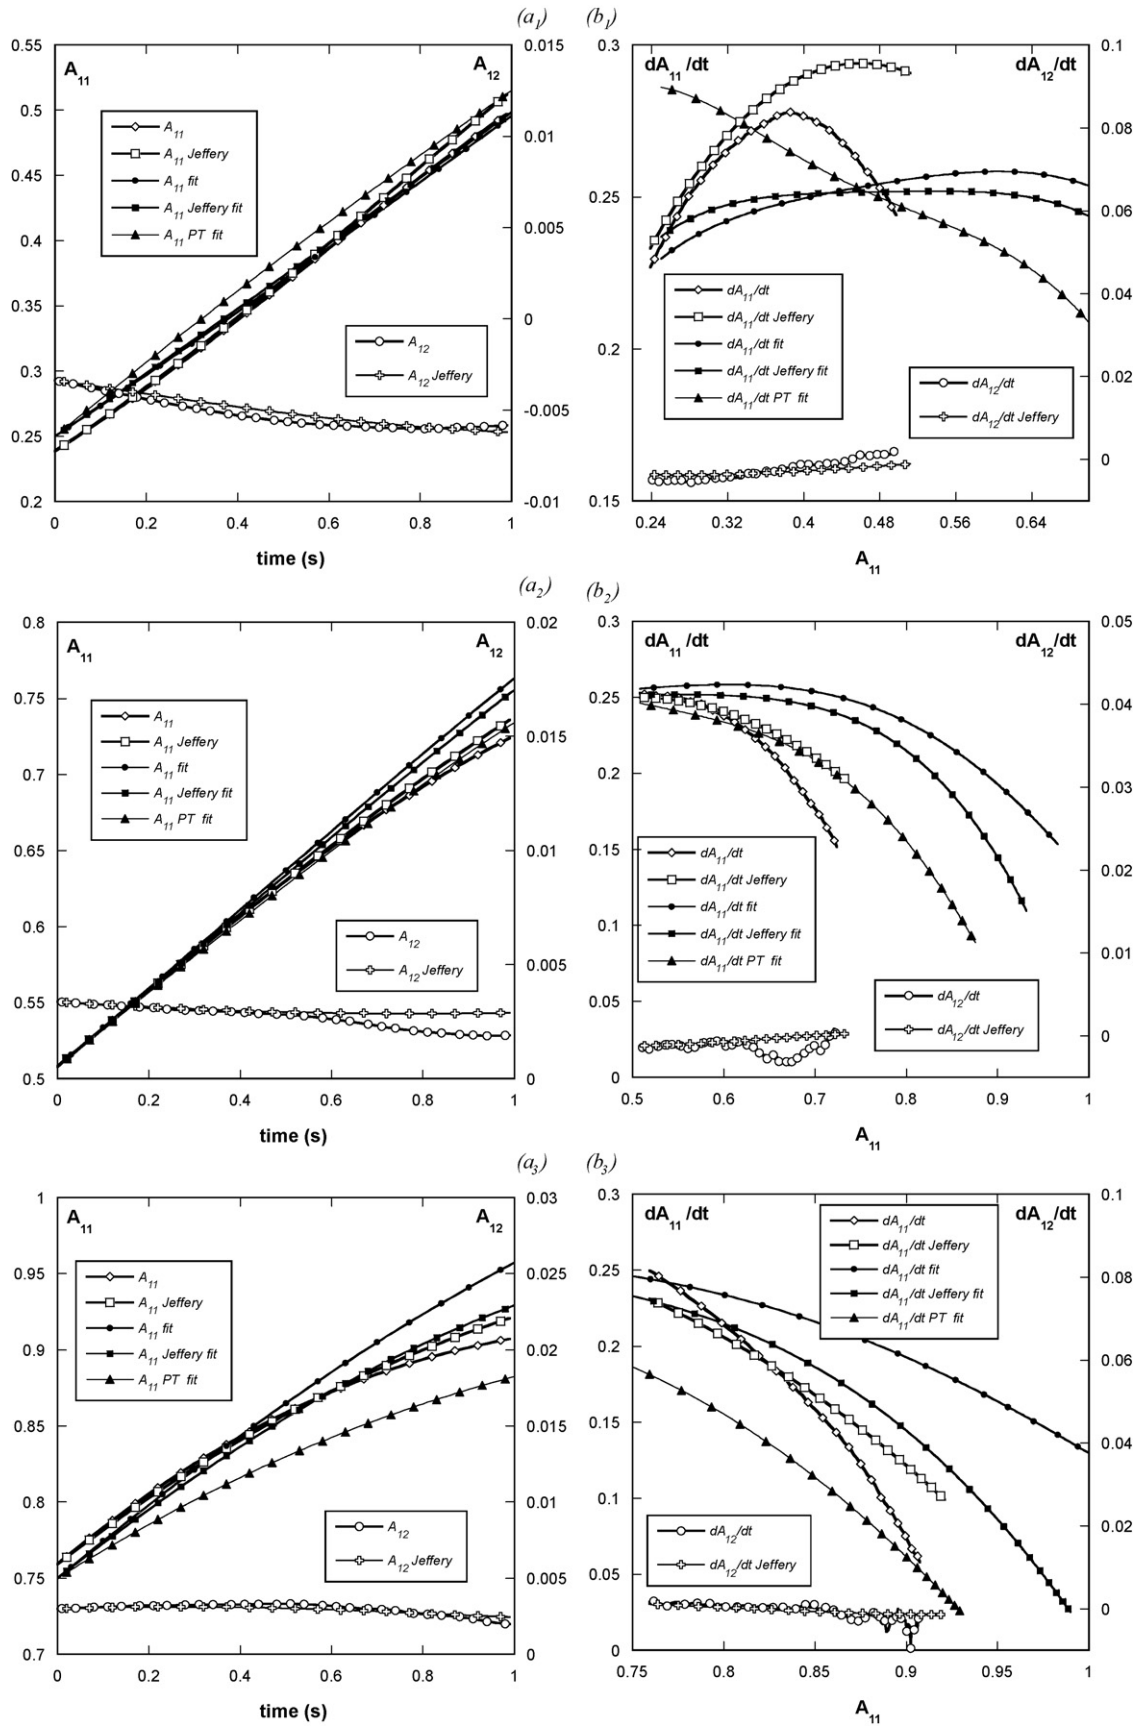 (a1)
(b1)
0.55
0.5
0.45
0.4
0.35
0.3
0.25
0.2
A11
A12
0.015
0.01
0.005
0
-0.005
-0.01
A11
A11 Jeffery
A11 fit
A11 Jeffery fit
A11 PT fit
A12
A12 Jeffery
0 0.2 0.4 0.6 0.8 1
time (s)
0.3
0.25
0.2
0.15
dA11/dt
dA12/dt
0.1
0.08
0.06
0.04
0.02
0
dA11/dt
dA11/dt Jeffery
dA11/dt fit
dA11/dt Jeffery fit
dA11/dt PT fit
dA12/dt
dA12/dt Jeffery
0.24 0.32 0.4 0.48 0.56 0.64
A11
(a2)
(b2)
0.8
0.75
0.7
0.65
0.6
0.55
0.5
A11
A12
0.02
0.015
0.01
0.005
0
A11
A11 Jeffery
A11 fit
A11 Jeffery fit
A11 PT fit
A12
A12 Jeffery
0 0.2 0.4 0.6 0.8 1
time (s)
0.3
0.25
0.2
0.15
0.1
0.05
0
dA11/dt
dA12/dt
0.05
0.04
0.03
0.02
0.01
0
dA11/dt
dA11/dt Jeffery
dA11/dt fit
dA11/dt Jeffery fit
dA11/dt PT fit
dA12/dt
dA12/dt Jeffery
0.5 0.6 0.7 0.8 0.9 1
A11
(a3)
(b3)
1
0.95
0.9
0.85
0.8
0.75
0.7
A11
A12
0.03
0.025
0.02
0.015
0.01
0.005
0
A11
A11 Jeffery
A11 fit
A11 Jeffery fit
A11 PT fit
A12
A12 Jeffery
0 0.2 0.4 0.6 0.8 1
time (s)
0.3
0.25
0.2
0.15
0.1
0.05
0
dA11/dt
dA12/dt
0.1
0.08
0.06
0.04
0.02
0
dA11/dt
dA11/dt Jeffery
dA11/dt fit
dA11/dt Jeffery fit
dA11/dt PT fit
dA12/dt
dA12/dt Jeffery
0.75 0.8 0.85 0.9 0.95 1
A11